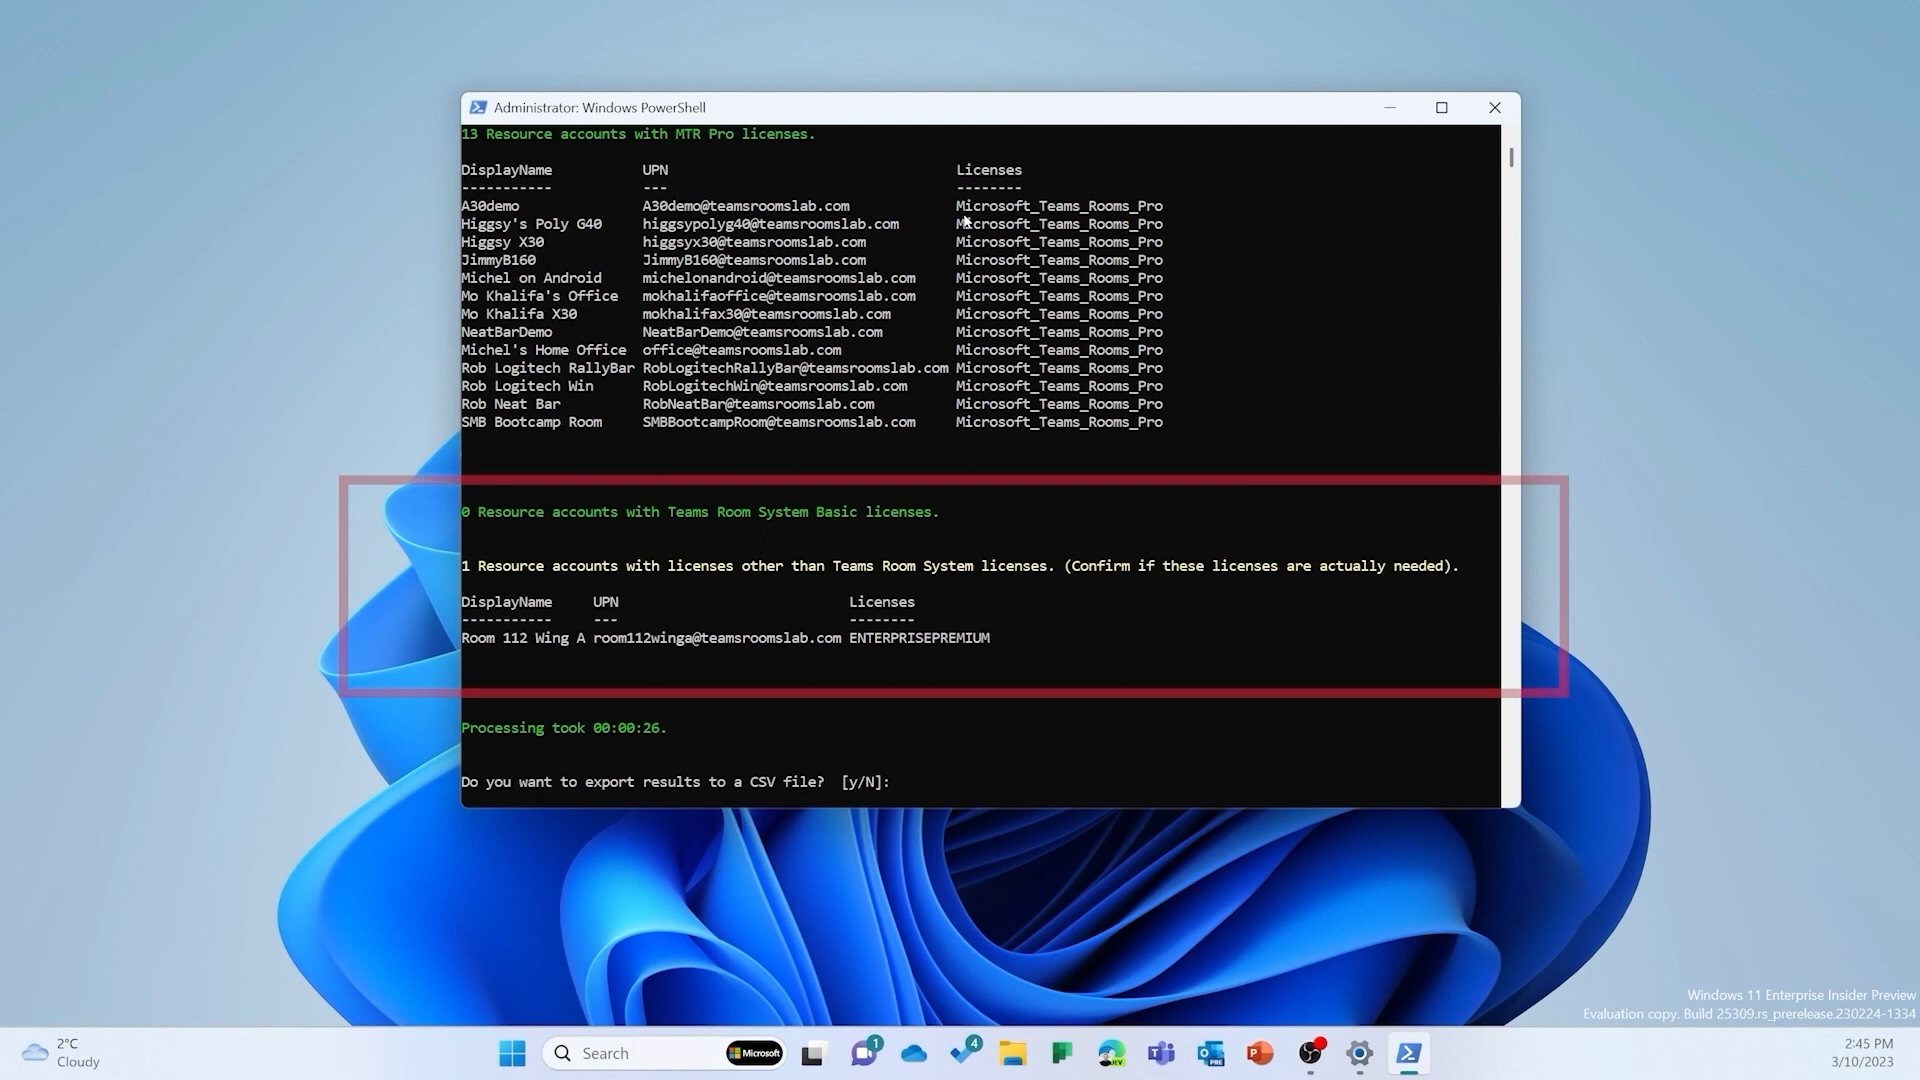 Administrator: Windows PowerShell
13 Resource accounts with MTR Pro licenses.
DisplayName UPN Licenses
----------- --- --------
A30demo A30demo@teamsroomslab.com Microsoft_Teams_Rooms_Pro
Higgsy's Poly G40 higgsypolyg40@teamsroomslab.com Microsoft_Teams_Rooms_Pro
Higgsy X30 higgsyx30@teamsroomslab.com Microsoft_Teams_Rooms_Pro
JimmyB160 JimmyB160@teamsroomslab.com Microsoft_Teams_Rooms_Pro
Michel on Android michelonandroid@teamsroomslab.com Microsoft_Teams_Rooms_Pro
Mo Khalifa's Office mokhalifaoffice@teamsroomslab.com Microsoft_Teams_Rooms_Pro
Mo Khalifa X30 mokhalifax30@teamsroomslab.com Microsoft_Teams_Rooms_Pro
NeatBarDemo NeatBarDemo@teamsroomslab.com Microsoft_Teams_Rooms_Pro
Michel's Home Office office@teamsroomslab.com Microsoft_Teams_Rooms_Pro
Rob Logitech RallyBar RobLogitechRallyBar@teamsroomslab.com Microsoft_Teams_Rooms_Pro
Rob Logitech Win RobLogitechWin@teamsroomslab.com Microsoft_Teams_Rooms_Pro
Rob Neat Bar RobNeatBar@teamsroomslab.com Microsoft_Teams_Rooms_Pro
SMB Bootcamp Room SMBBootcampRoom@teamsroomslab.com Microsoft_Teams_Rooms_Pro
0 Resource accounts with Teams Room System Basic licenses.
1 Resource accounts with licenses other than Teams Room System licenses. (Confirm if these licenses are actually needed).
DisplayName UPN Licenses
----------- --- --------
Room 112 Wing A room112winga@teamsroomslab.com ENTERPRISEPREMIUM
Processing took 00:00:26.
Do you want to export results to a CSV file? [y/N]:
Windows 11 Enterprise Insider Preview
Evaluation copy. Build 25309.rs_prerelease.230224-1334
2°C
Cloudy
Search
Microsoft
1
4
DEV
PRE
2:45 PM
3/10/2023